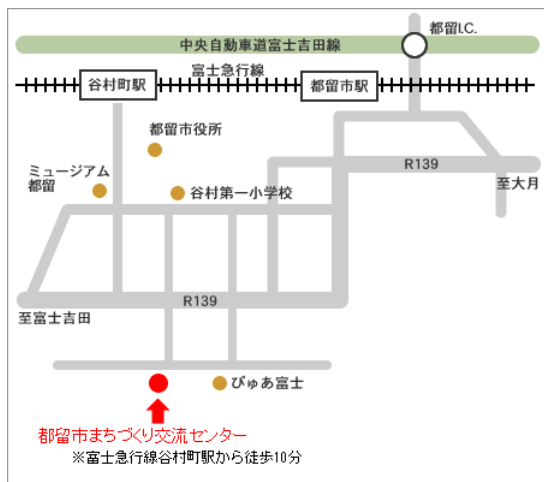 都留I.C.
中央自動車道富士吉田線
富士急行線
谷村町駅
都留市駅
都留市役所
ミュージアム
都留
谷村第一小学校
R139
至大月
R139
至富士吉田
ぴゅあ富士
都留市まちづくり交流センター
※富士急行線谷村町駅から徒歩10分